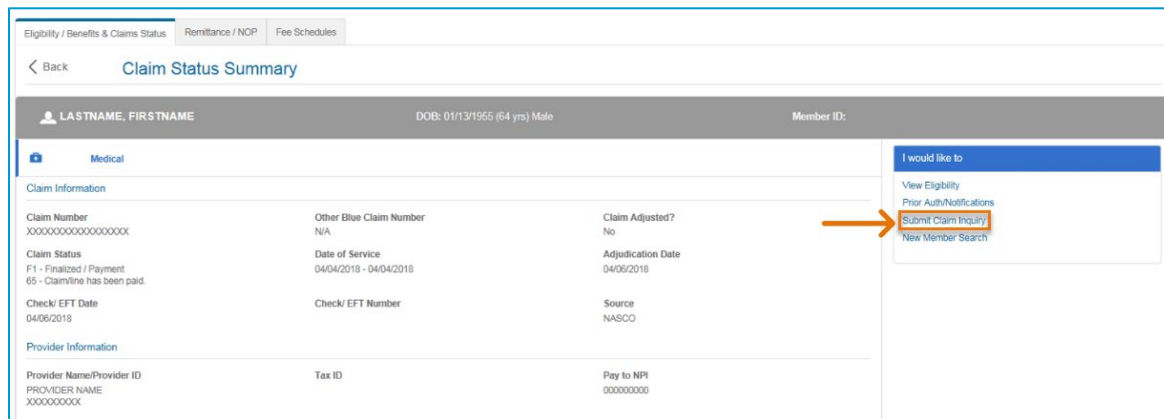 Eligibility / Benefits & Claims Status Remittance / NOP Fee Schedules
Back Claim Status Summary
LASTNAME, FIRSTNAME DOB: 01/13/1955 (64 yrs) Male Member ID:
Medical
Claim Information
Claim Number Other Blue Claim Number Claim Adjusted?
XXXXXXXXXXXXXXXXX N/A No
Claim Status Date of Service Adjudication Date
F1 - Finalized / Payment 04/04/2018 - 04/04/2018 04/06/2018
65 - Claim/line has been paid.
Check/ EFT Date Check/ EFT Number Source
04/06/2018 NASCO
Provider Information
Provider Name/Provider ID Tax ID Pay to NPI
PROVIDER NAME 000000000
XXXXXXXXX
I would like to
View Eligibility
Prior Auth/Notifications
Submit Claim Inquiry
New Member Search